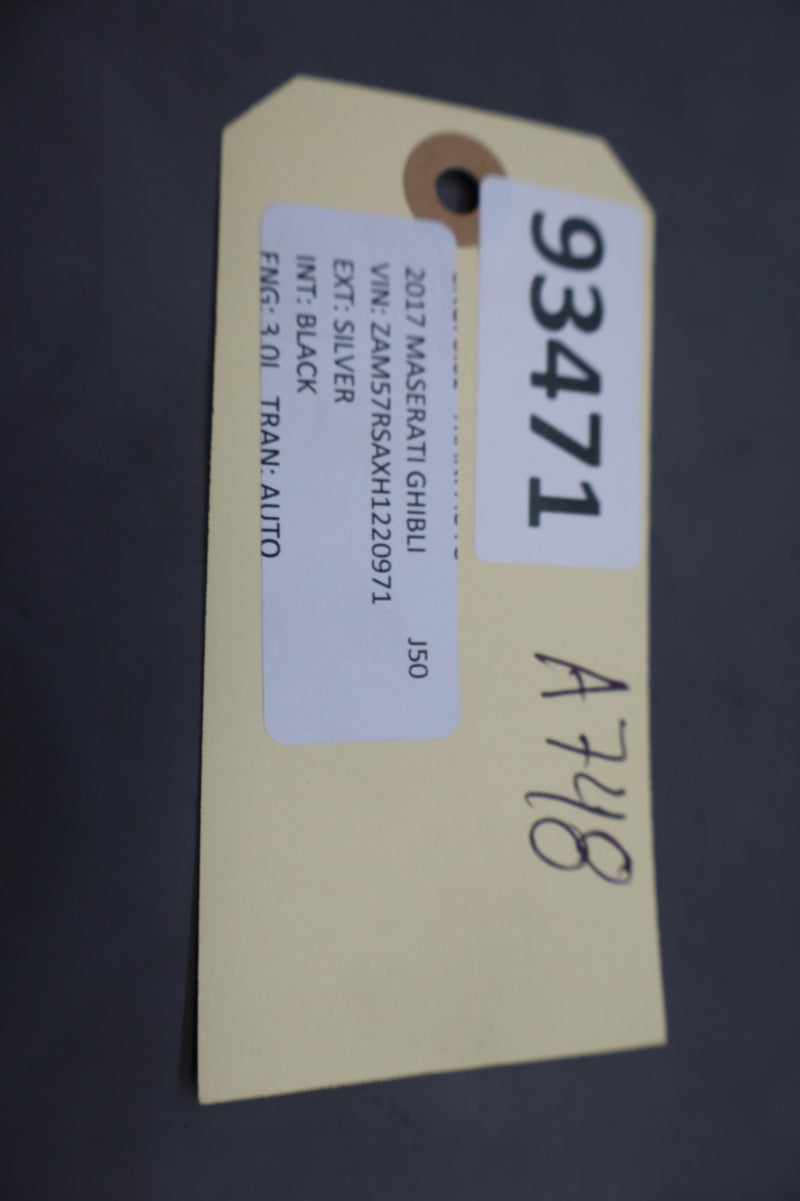 93471
A748
2017 MASERATI GHIBLI J50
VIN: ZAM57RSAXH1220971
EXT: SILVER
INT: BLACK
ENG: 3.0L TRAN: AUTO